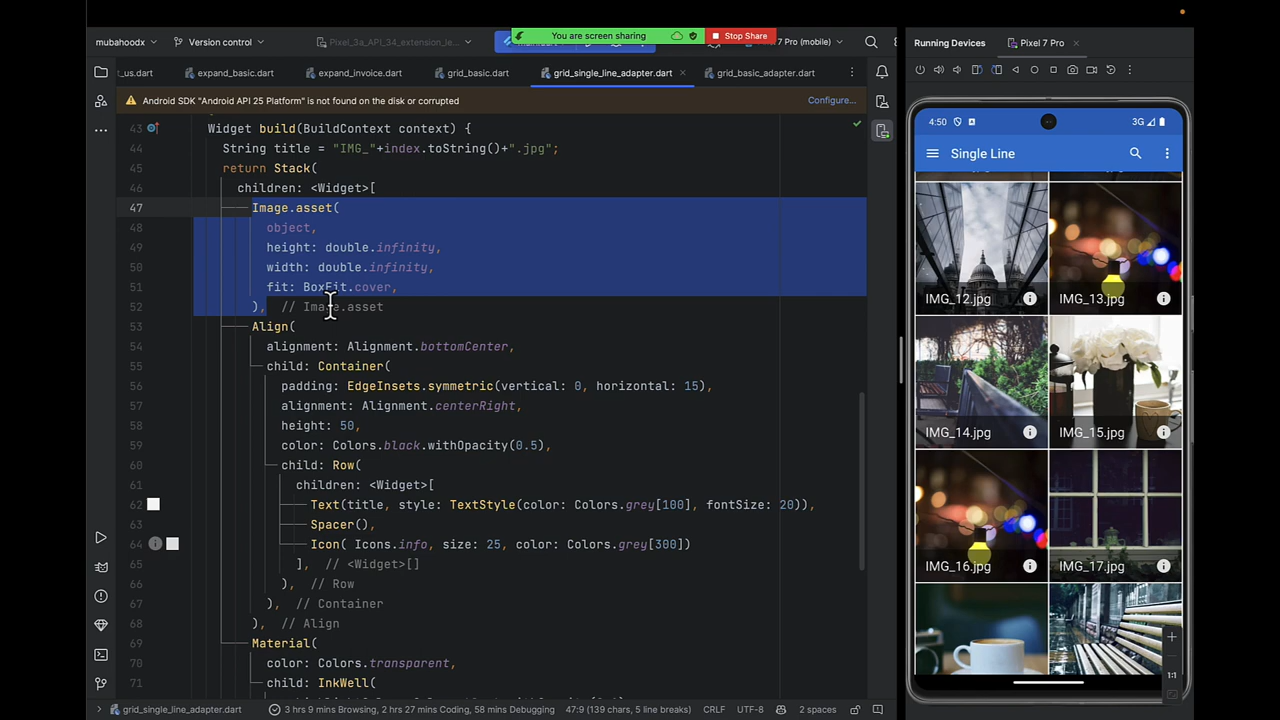 You are screen sharing
Stop Share
mubahoodx
Version control
Pixel_3a_API_34_extension_le
7 Pro (mobile)
Running Devices
Pixel 7 Pro
t_us.dart
expand_basic.dart
expand_invoice.dart
grid_basic.dart
grid_single_line_adapter.dart
grid_basic_adapter.dart
Android SDK "Android API 25 Platform" is not found on the disk or corrupted
Configure...
43 Widget build(BuildContext context) {
44 String title = "IMG_"+index.toString()+".jpg";
45 return Stack(
46 children: <Widget>[
47 Image.asset(
48 object,
49 height: double.infinity,
50 width: double.infinity,
51 fit: BoxFit.cover,
52 ), // Image.asset
53 Align(
54 alignment: Alignment.bottomCenter,
55 child: Container(
56 padding: EdgeInsets.symmetric(vertical: 0, horizontal: 15),
57 alignment: Alignment.centerRight,
58 height: 50,
59 color: Colors.black.withOpacity(0.5),
60 child: Row(
61 children: <Widget>[
62 Text(title, style: TextStyle(color: Colors.grey[100], fontSize: 20)),
63 Spacer(),
64 Icon( Icons.info, size: 25, color: Colors.grey[300])
65 ], // <Widget>[]
66 ), // Row
67 ), // Container
68 ), // Align
69 Material(
70 color: Colors.transparent,
71 child: InkWell(
grid_single_line_adapter.dart
3 hrs 9 mins Browsing, 2 hrs 27 mins Coding, 58 mins Debugging
47:9 (139 chars, 5 line breaks)
CRLF
UTF-8
2 spaces
4:50
3G
Single Line
IMG_12.jpg
IMG_13.jpg
IMG_14.jpg
IMG_15.jpg
IMG_16.jpg
IMG_17.jpg
1:1